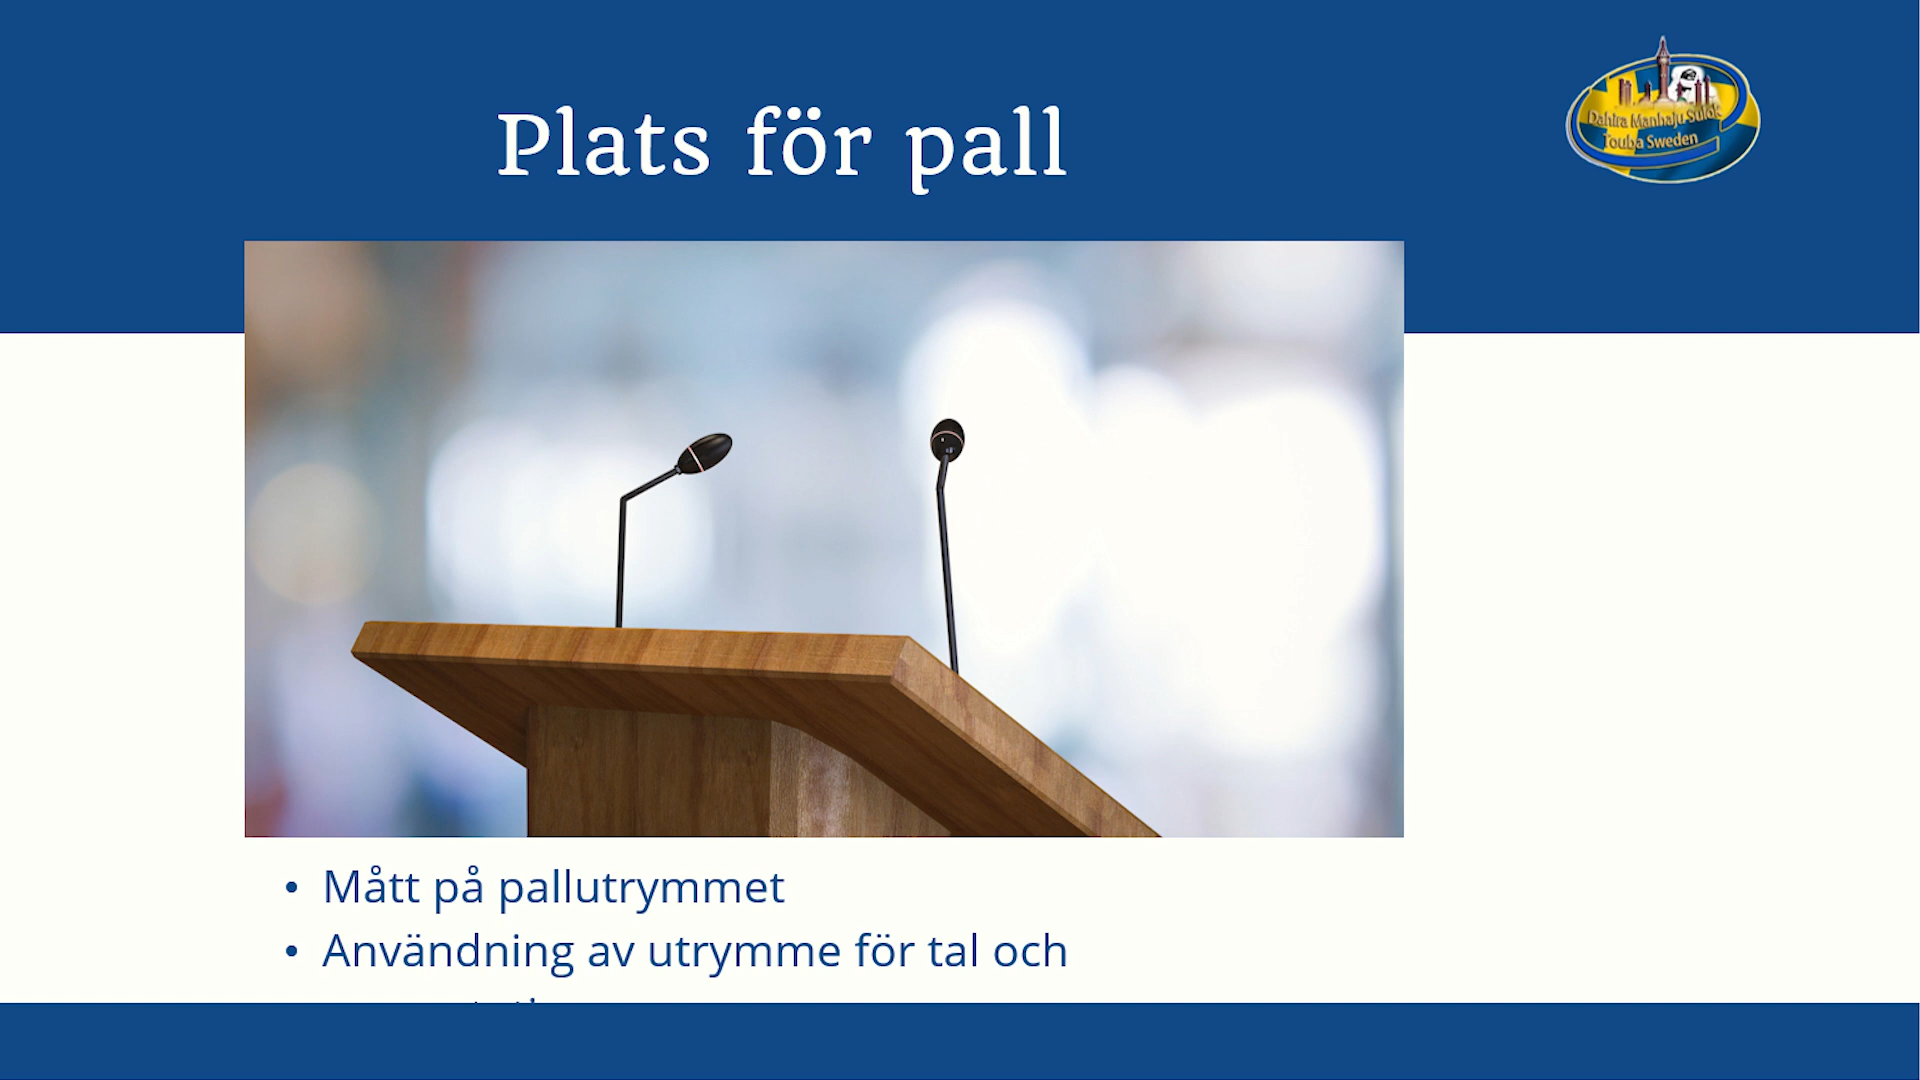 Plats för pall
Dahira Manhaju-Sulok
Touba Sweden
• Mått på pallutrymmet
• Användning av utrymme för tal och